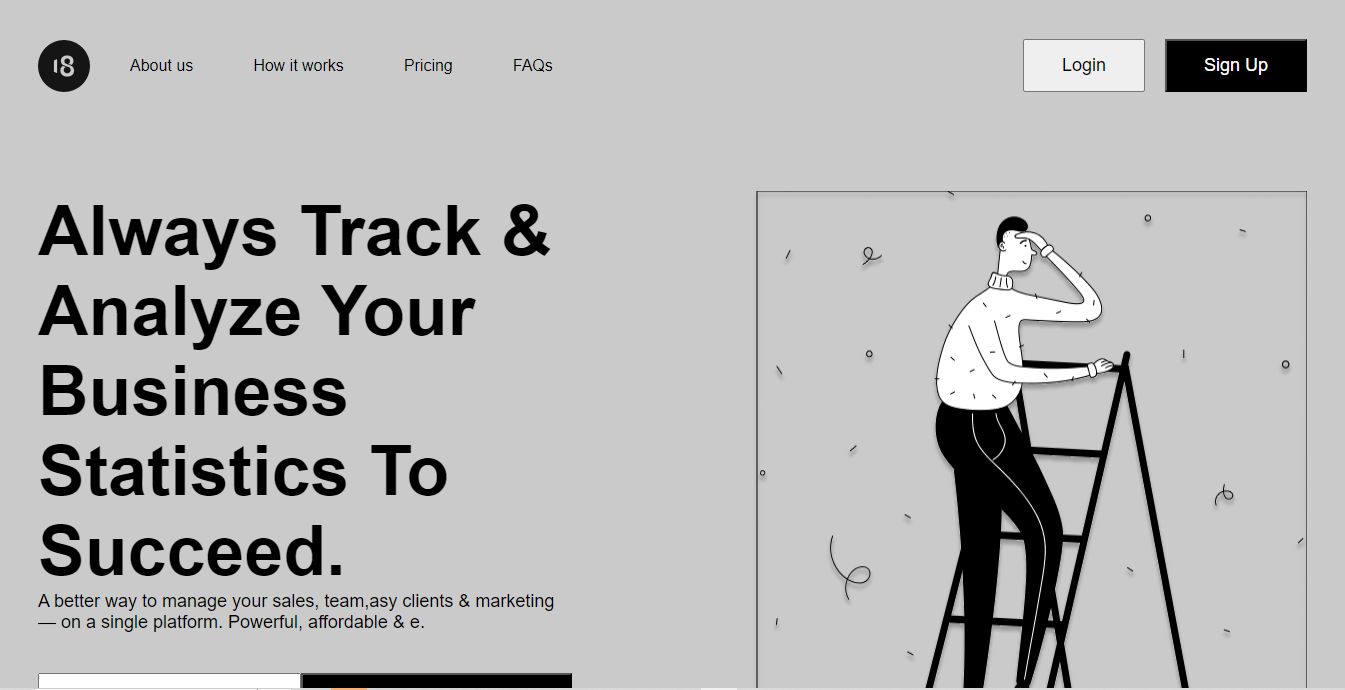 18
About us
How it works
Pricing
FAQs
Login
Sign Up
Always Track &
Analyze Your
Business
Statistics To
Succeed.
A better way to manage your sales, team,asy clients & marketing
— on a single platform. Powerful, affordable & e.